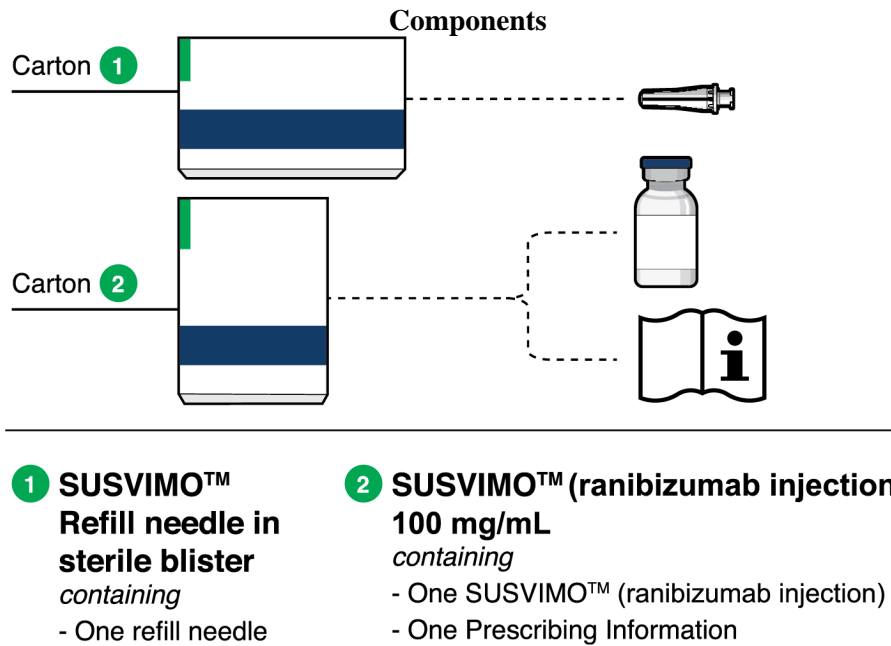 Components
Carton 1
Carton 2
i
1 SUSVIMO™
Refill needle in
sterile blister
containing
- One refill needle
2 SUSVIMO™ (ranibizumab injection
100 mg/mL
containing
- One SUSVIMO™ (ranibizumab injection)
- One Prescribing Information